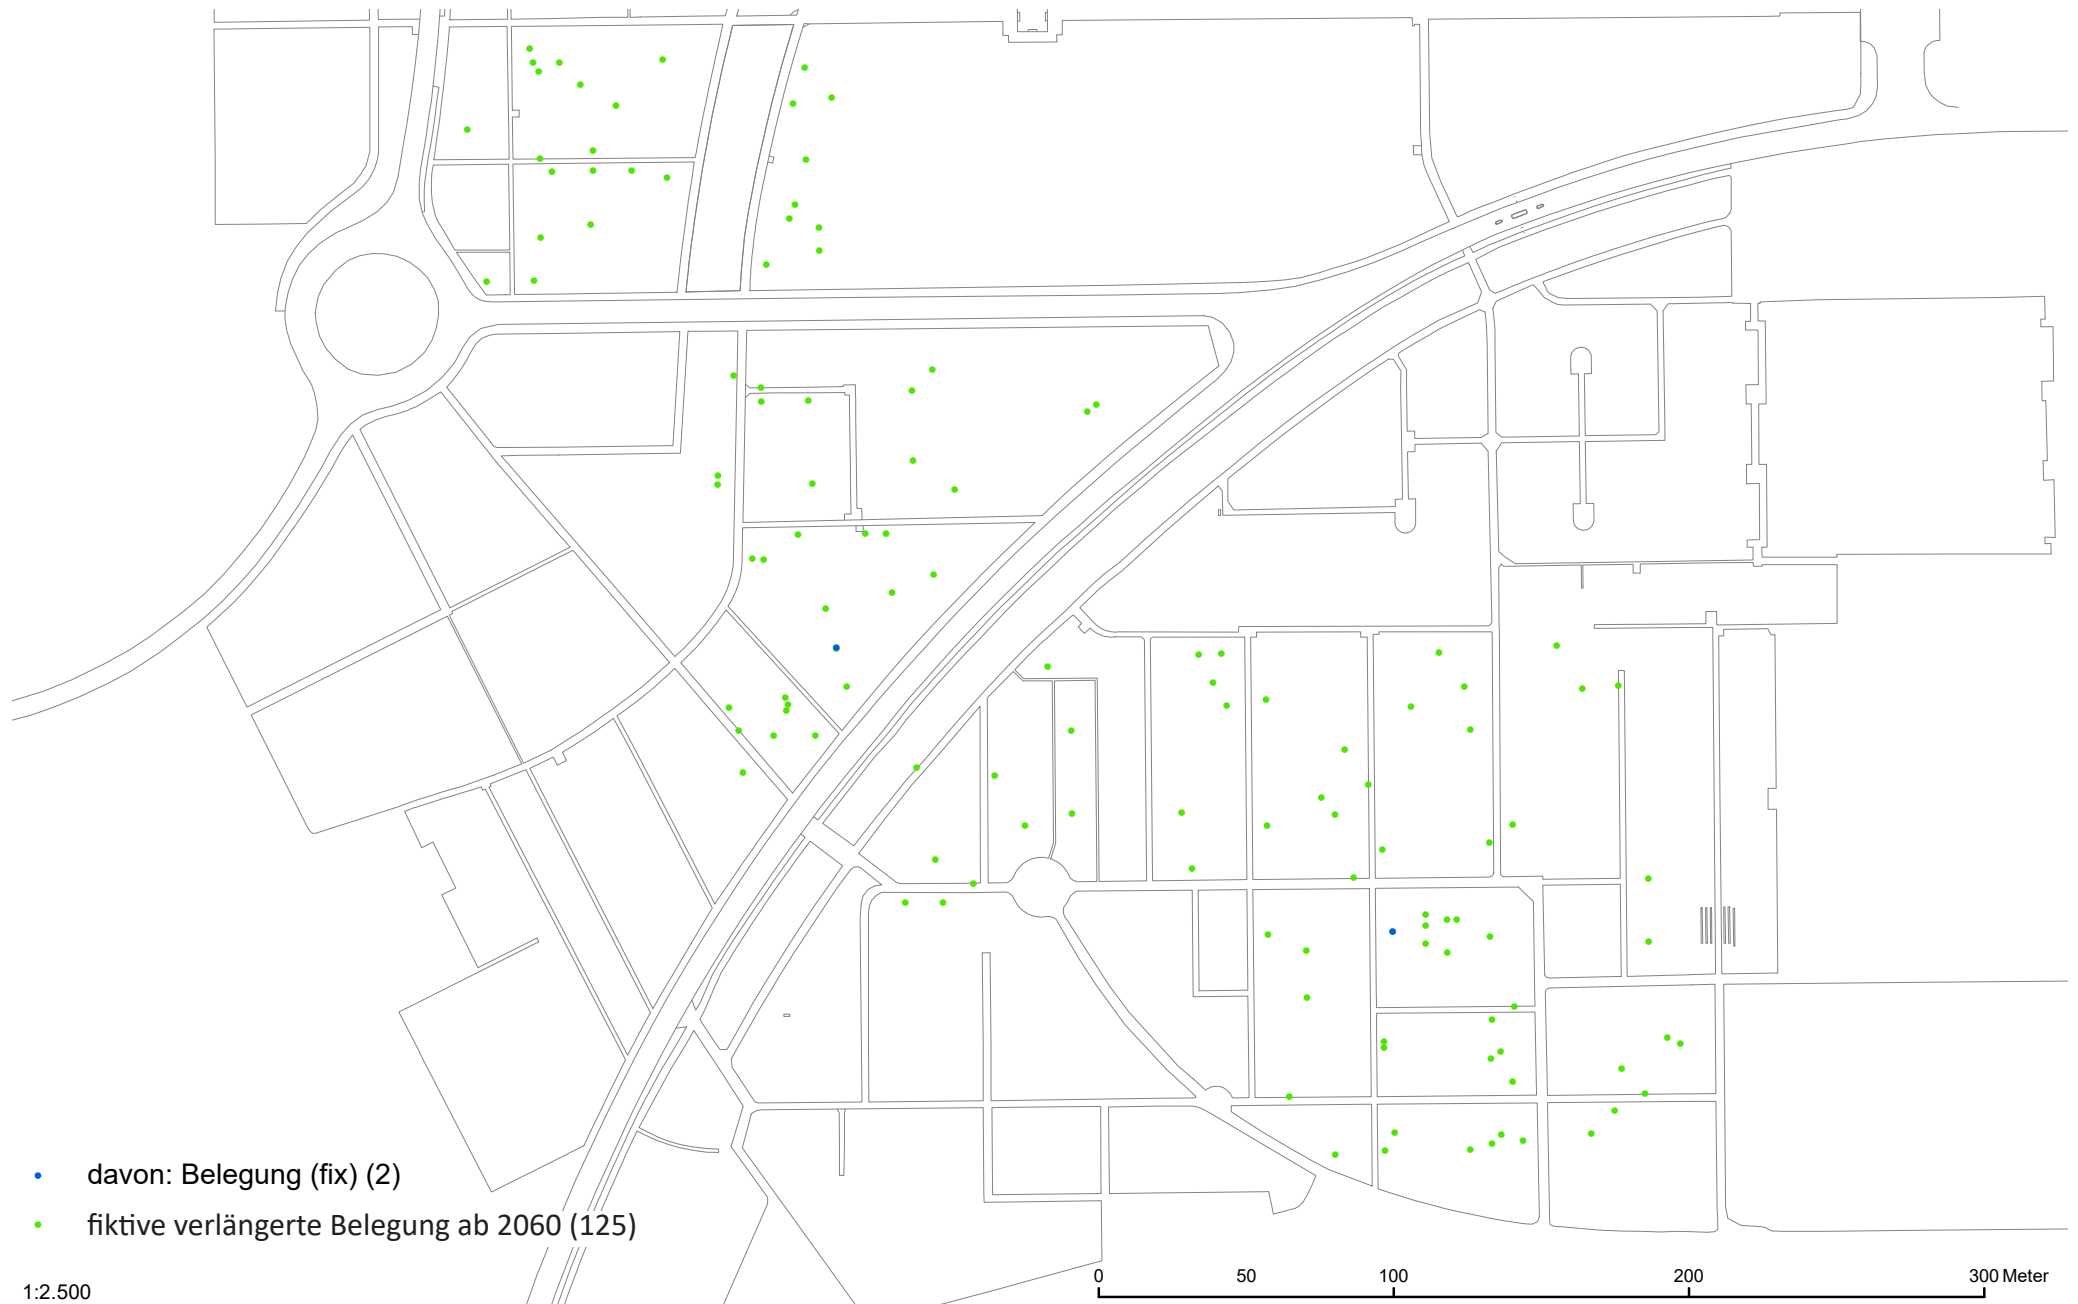 davon: Belegung (fix) (2)
fiktive verlängerte Belegung ab 2060 (125)
1:2.500
0 50 100 200 300 Meter